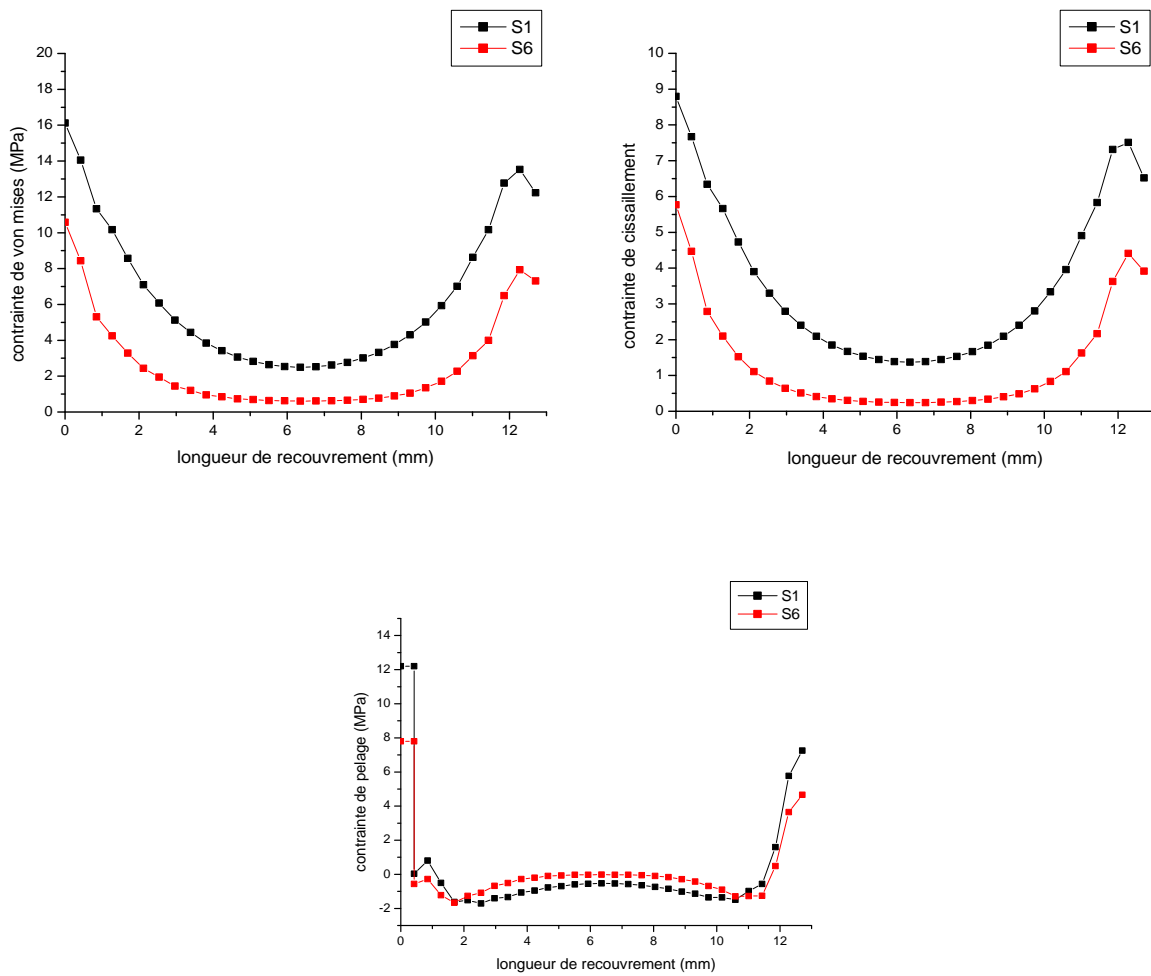 S1
S6
20
18
16
14
12
10
8
6
4
2
0
contrainte de von mises (MPa)
0 2 4 6 8 10 12
longueur de recouvrement (mm)
S1
S6
10
9
8
7
6
5
4
3
2
1
0
contrainte de cissaillement
0 2 4 6 8 10 12
longueur de recouvrement (mm)
S1
S6
14
12
10
8
6
4
2
0
-2
contrainte de pelage (MPa)
0 2 4 6 8 10 12
longueur de recouvrement (mm)